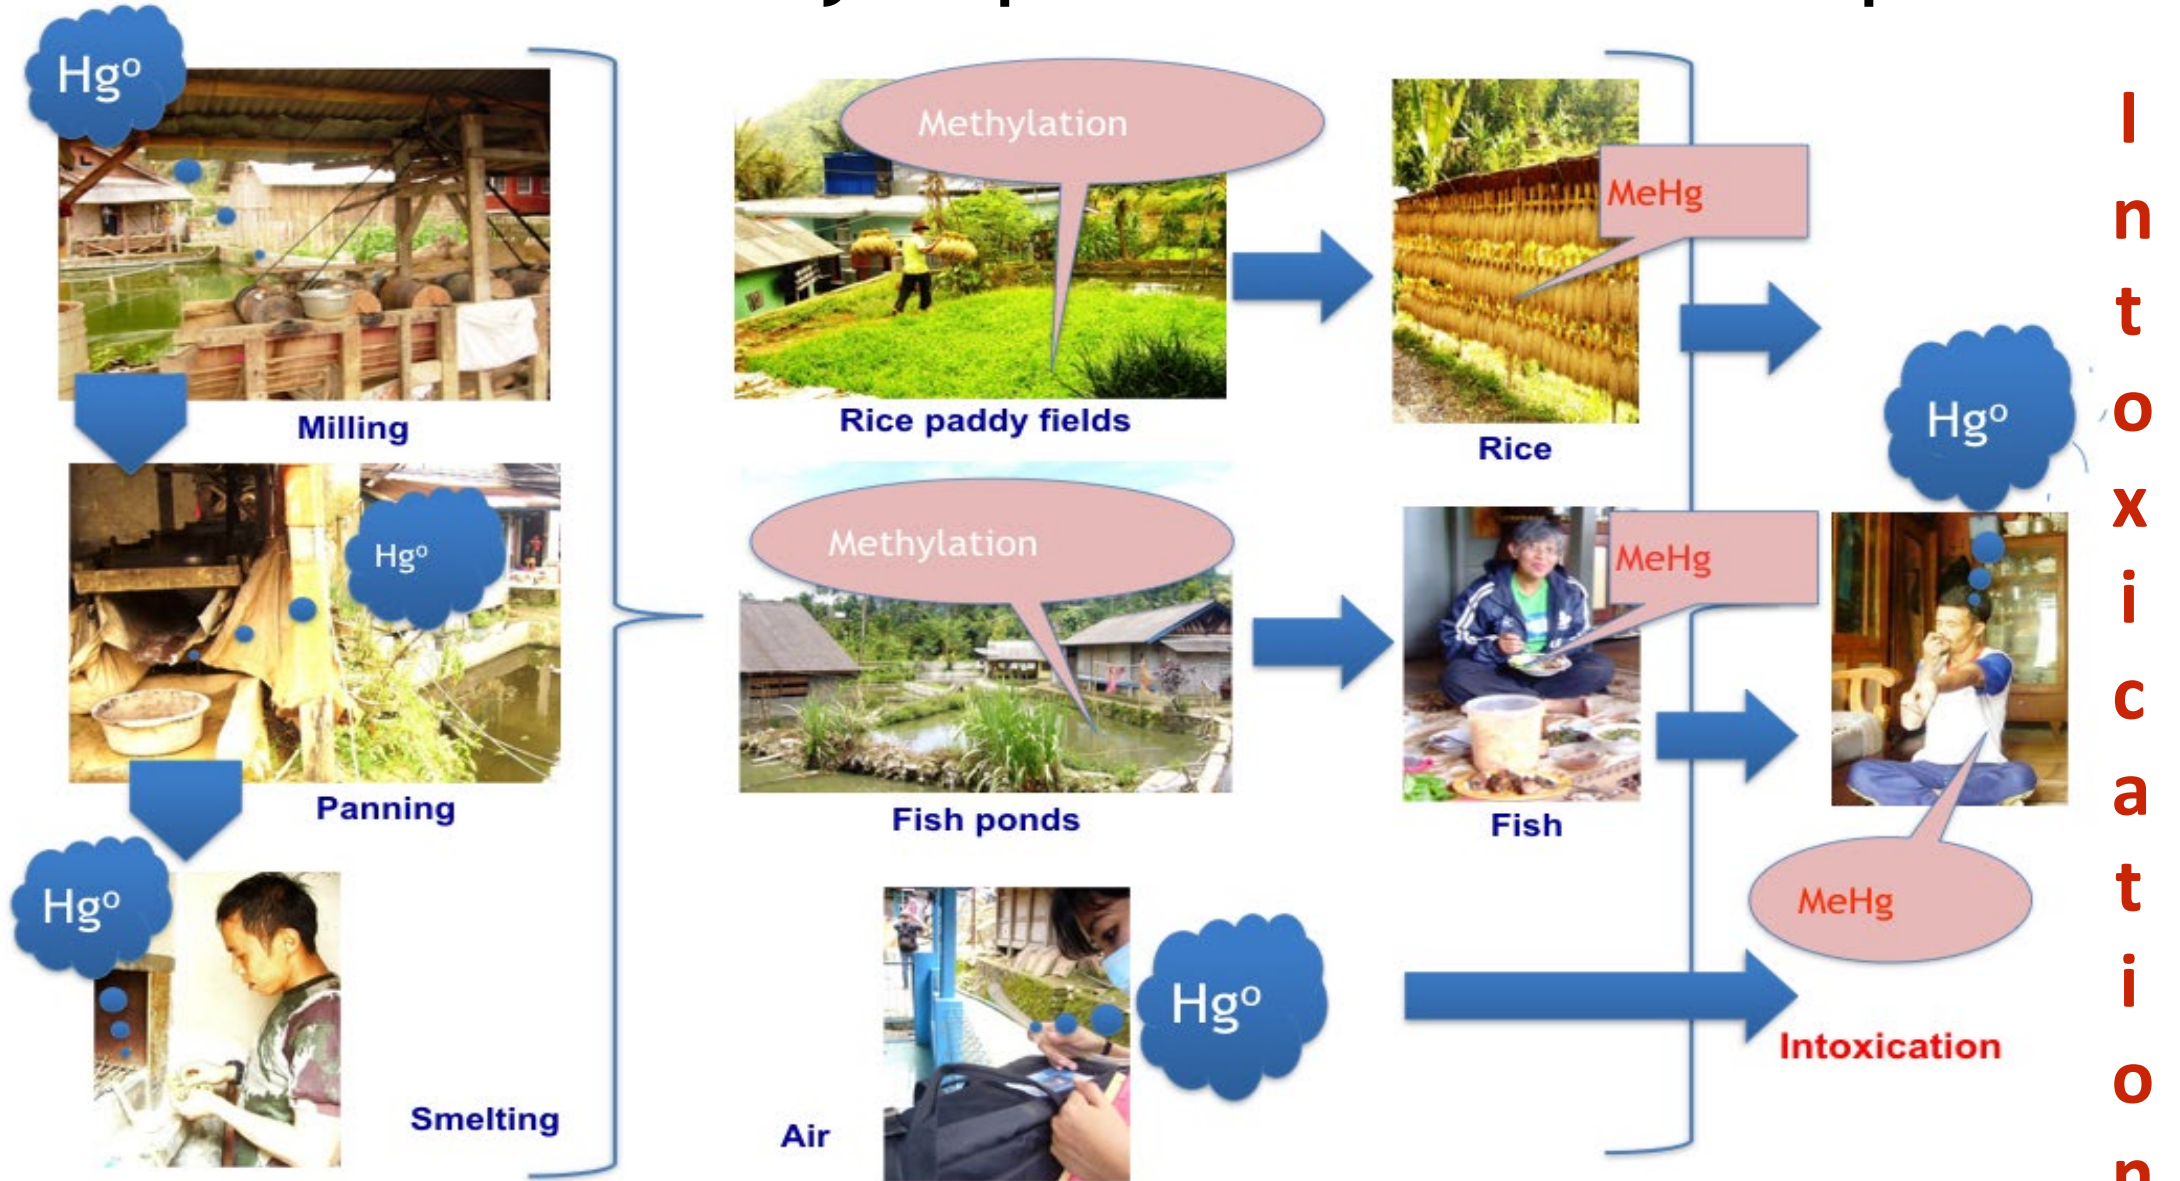 Hgº
Milling
Hgº
Panning
Hgº
Smelting
Methylation
Rice paddy fields
MeHg
Rice
Methylation
Fish ponds
MeHg
Fish
Air
Hgº
Hgº
MeHg
Intoxication
I
n
t
o
x
i
c
a
t
i
o
n